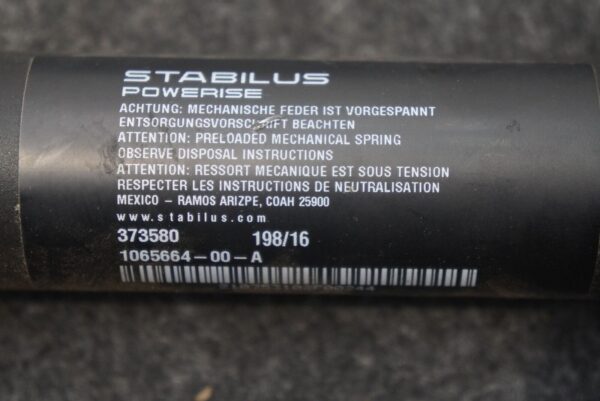 STABILUS
POWERISE
ACHTUNG: MECHANISCHE FEDER IST VORGESPANNT
ENTSORGUNGSVORSCHRIFT BEACHTEN
ATTENTION: PRELOADED MECHANICAL SPRING
OBSERVE DISPOSAL INSTRUCTIONS
ATTENTION: RESSORT MECANIQUE EST SOUS TENSION
RESPECTER LES INSTRUCTIONS DE NEUTRALISATION
MEXICO – RAMOS ARIZPE, COAH 25900
www.stabilus.com
373580 198/16
1065664-00-A